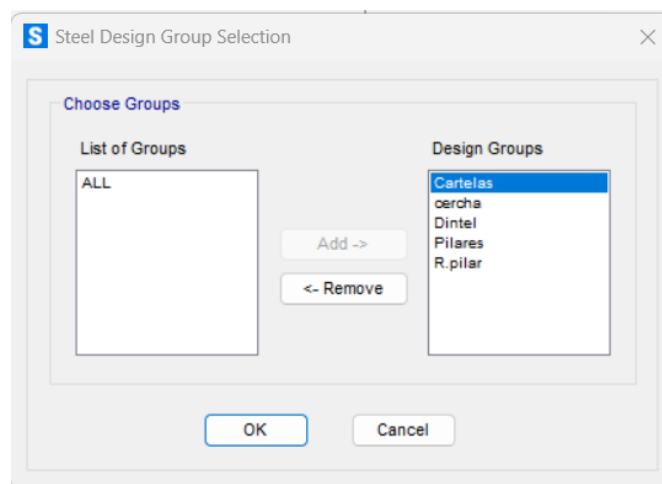 S Steel Design Group Selection
Choose Groups
List of Groups
Design Groups
ALL
Cartelas
cercha
Dintel
Pilares
R.pilar
Add ->
<- Remove
OK
Cancel